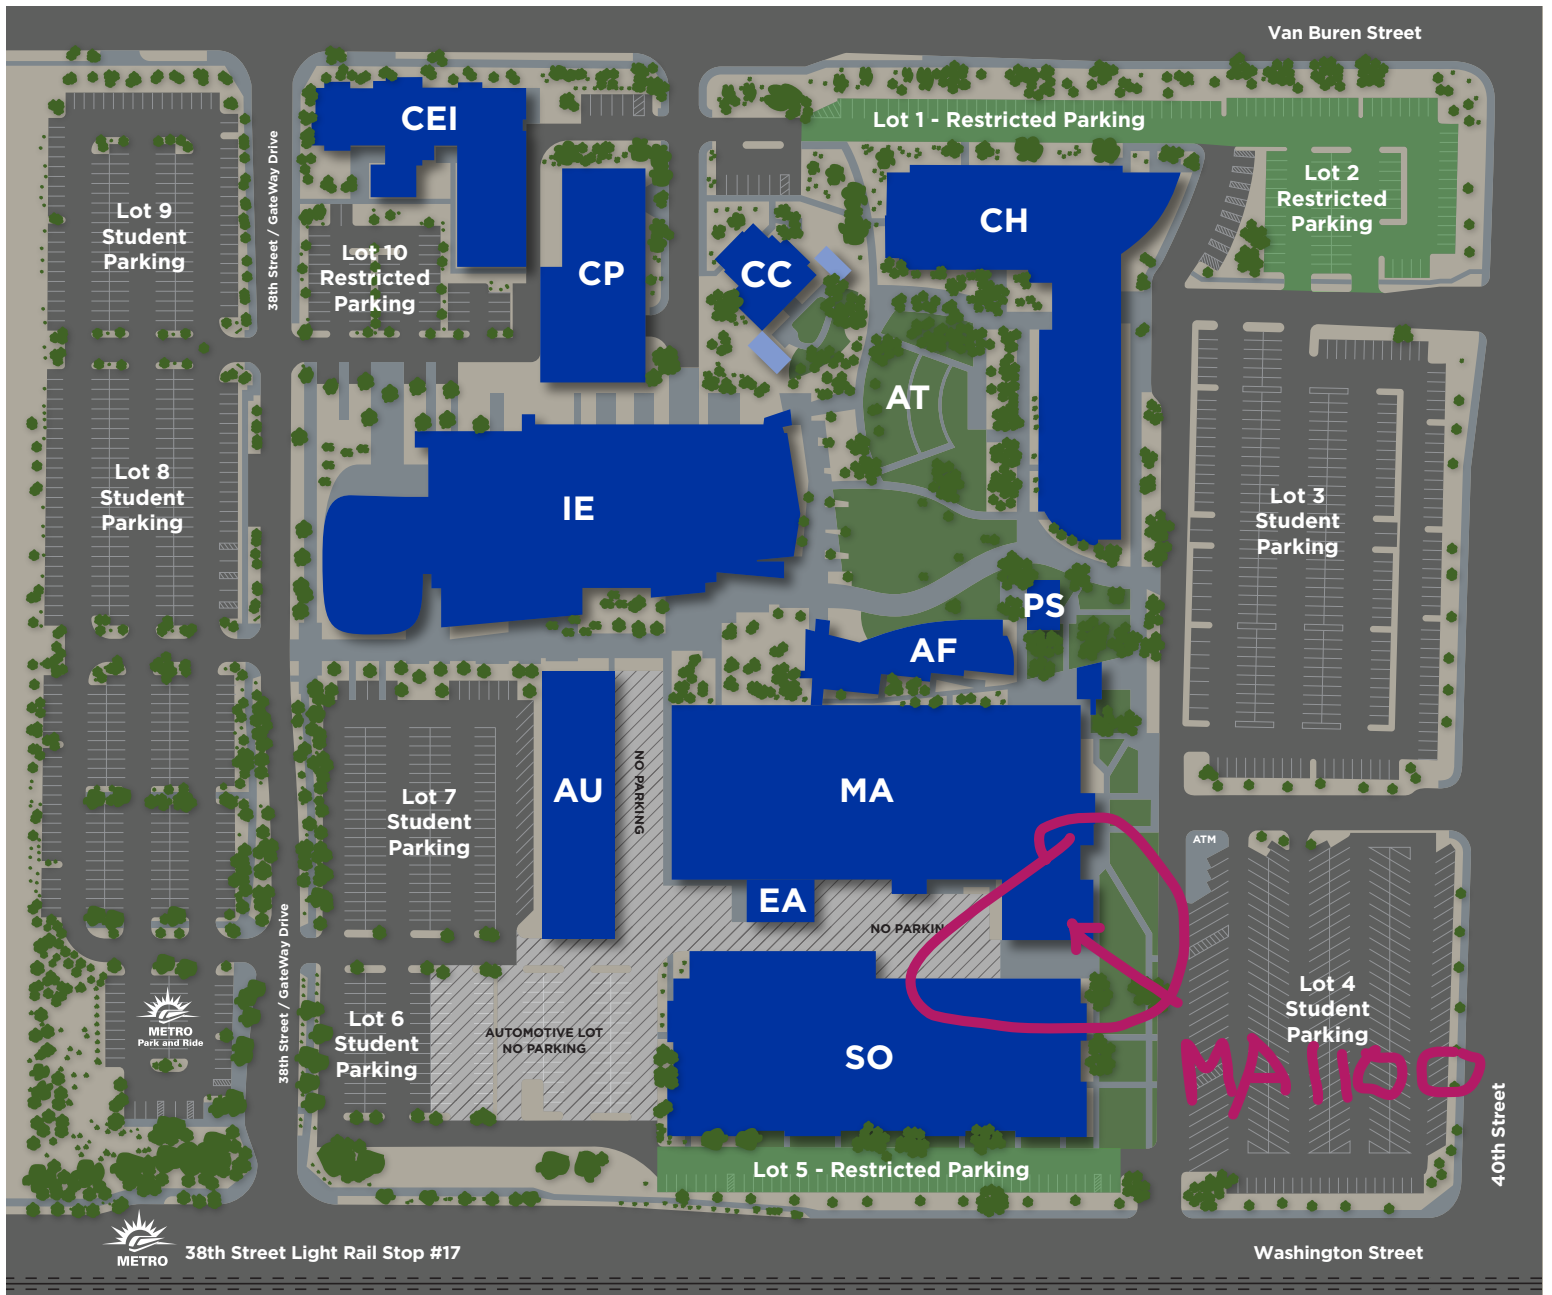 Van Buren Street
CEI
Lot 1 - Restricted Parking
38th Street / GateWay Drive
Lot 9
Student
Parking
Lot 2
Restricted
Parking
CH
Lot 10
Restricted
Parking
CP
CC
AT
Lot 8
Student
Parking
IE
Lot 3
Student
Parking
PS
AF
NO PARKING
AU
MA
Lot 7
Student
Parking
ATM
EA
NO PARKIN
38th Street / GateWay Drive
METRO
Park and Ride
Lot 6
Student
Parking
AUTOMOTIVE LOT
NO PARKING
SO
Lot 4
Student
Parking
MA1100
40th Street
Lot 5 - Restricted Parking
METRO
38th Street Light Rail Stop #17
Washington Street